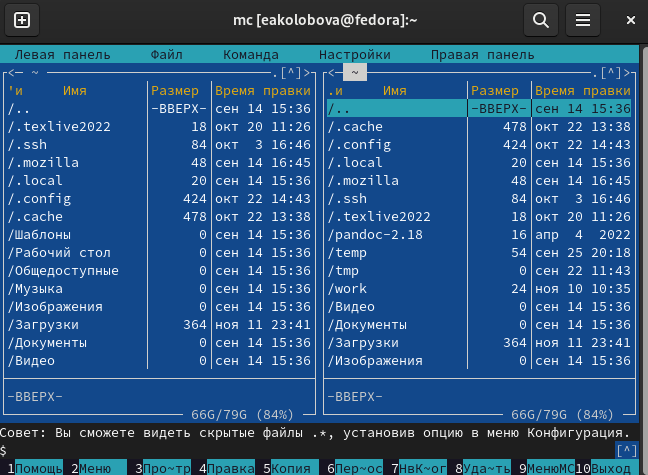 mc [eakolobova@fedora]:~
Левая панель Файл Команда Настройки Правая панель
<─ ~ .[^]> <─ ~ .[^]>
'и Имя Размер Время правки .и Имя Размер Время правки
/.. -ВВЕРХ- сен 14 15:36 /.. -ВВЕРХ- сен 14 15:36
/.texlive2022 18 окт 20 11:26 /.cache 478 окт 22 13:38
/.ssh 84 окт 3 16:46 /.config 424 окт 22 14:43
/.mozilla 48 сен 14 16:45 /.local 20 сен 14 15:36
/.local 20 сен 14 15:36 /.mozilla 48 сен 14 16:45
/.config 424 окт 22 14:43 /.ssh 84 окт 3 16:46
/.cache 478 окт 22 13:38 /.texlive2022 18 окт 20 11:26
/Шаблоны 0 сен 14 15:36 /pandoc-2.18 16 апр 4 2022
/Рабочий стол 0 сен 14 15:36 /temp 54 сен 25 20:18
/Общедоступные 0 сен 14 15:36 /tmp 0 сен 22 11:43
/Музыка 0 сен 14 15:36 /work 24 ноя 10 10:35
/Изображения 0 сен 14 15:36 /Видео 0 сен 14 15:36
/Загрузки 364 ноя 11 23:41 /Документы 0 сен 14 15:36
/Документы 0 сен 14 15:36 /Загрузки 364 ноя 11 23:41
/Видео 0 сен 14 15:36 /Изображения 0 сен 14 15:36
-ВВЕРХ- -ВВЕРХ-
66G/79G (84%) 66G/79G (84%)
Совет: Вы сможете видеть скрытые файлы .*, установив опцию в меню Конфигурация.
$ [^]
1Помощь 2Меню 3Про~тр 4Правка 5Копия 6Пер~ос 7НвК~ог 8Уда~ть 9МенюMC 10Выход